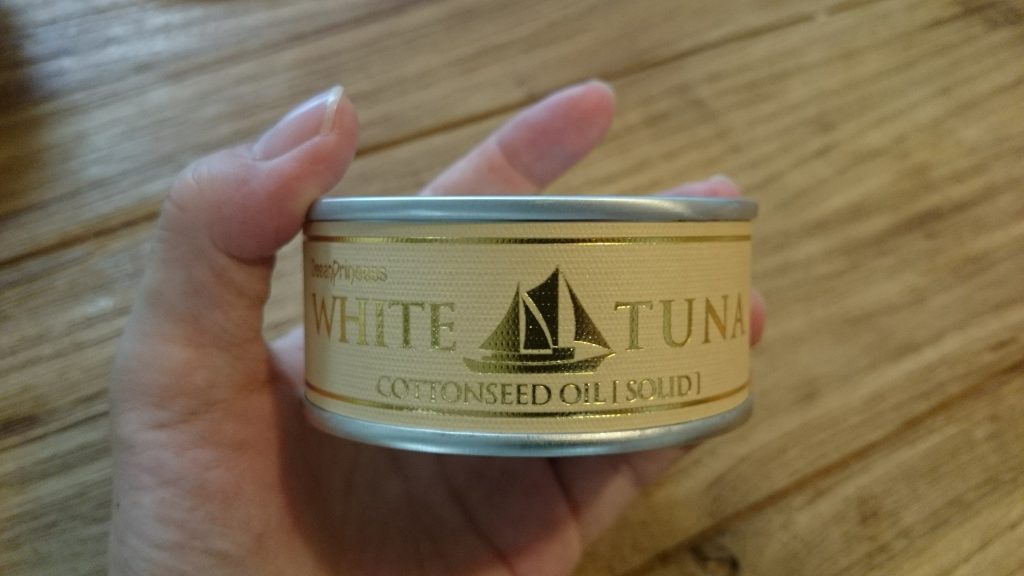 OceanPrincess
WHITE TUNA
COTTONSEED OIL [ SOLID ]